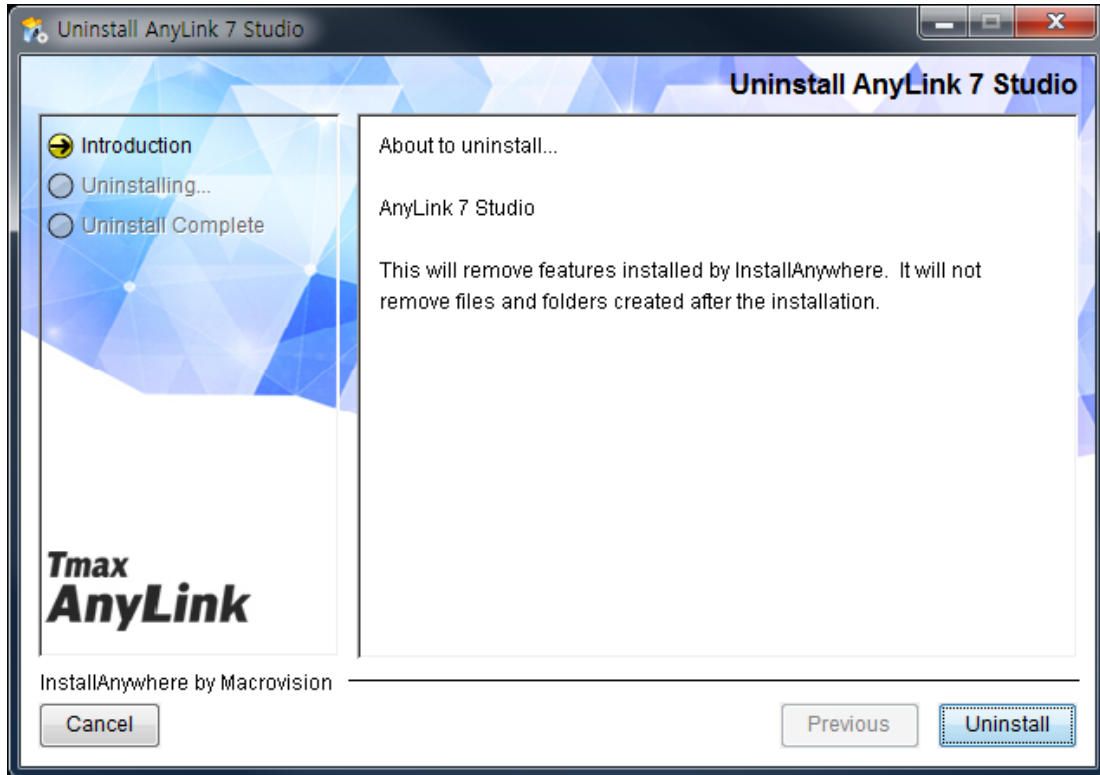 Uninstall AnyLink 7 Studio
Uninstall AnyLink 7 Studio
Introduction
Uninstalling...
Uninstall Complete
About to uninstall...
AnyLink 7 Studio
This will remove features installed by InstallAnywhere. It will not
remove files and folders created after the installation.
Tmax
AnyLink
InstallAnywhere by Macrovision
Cancel
Previous
Uninstall